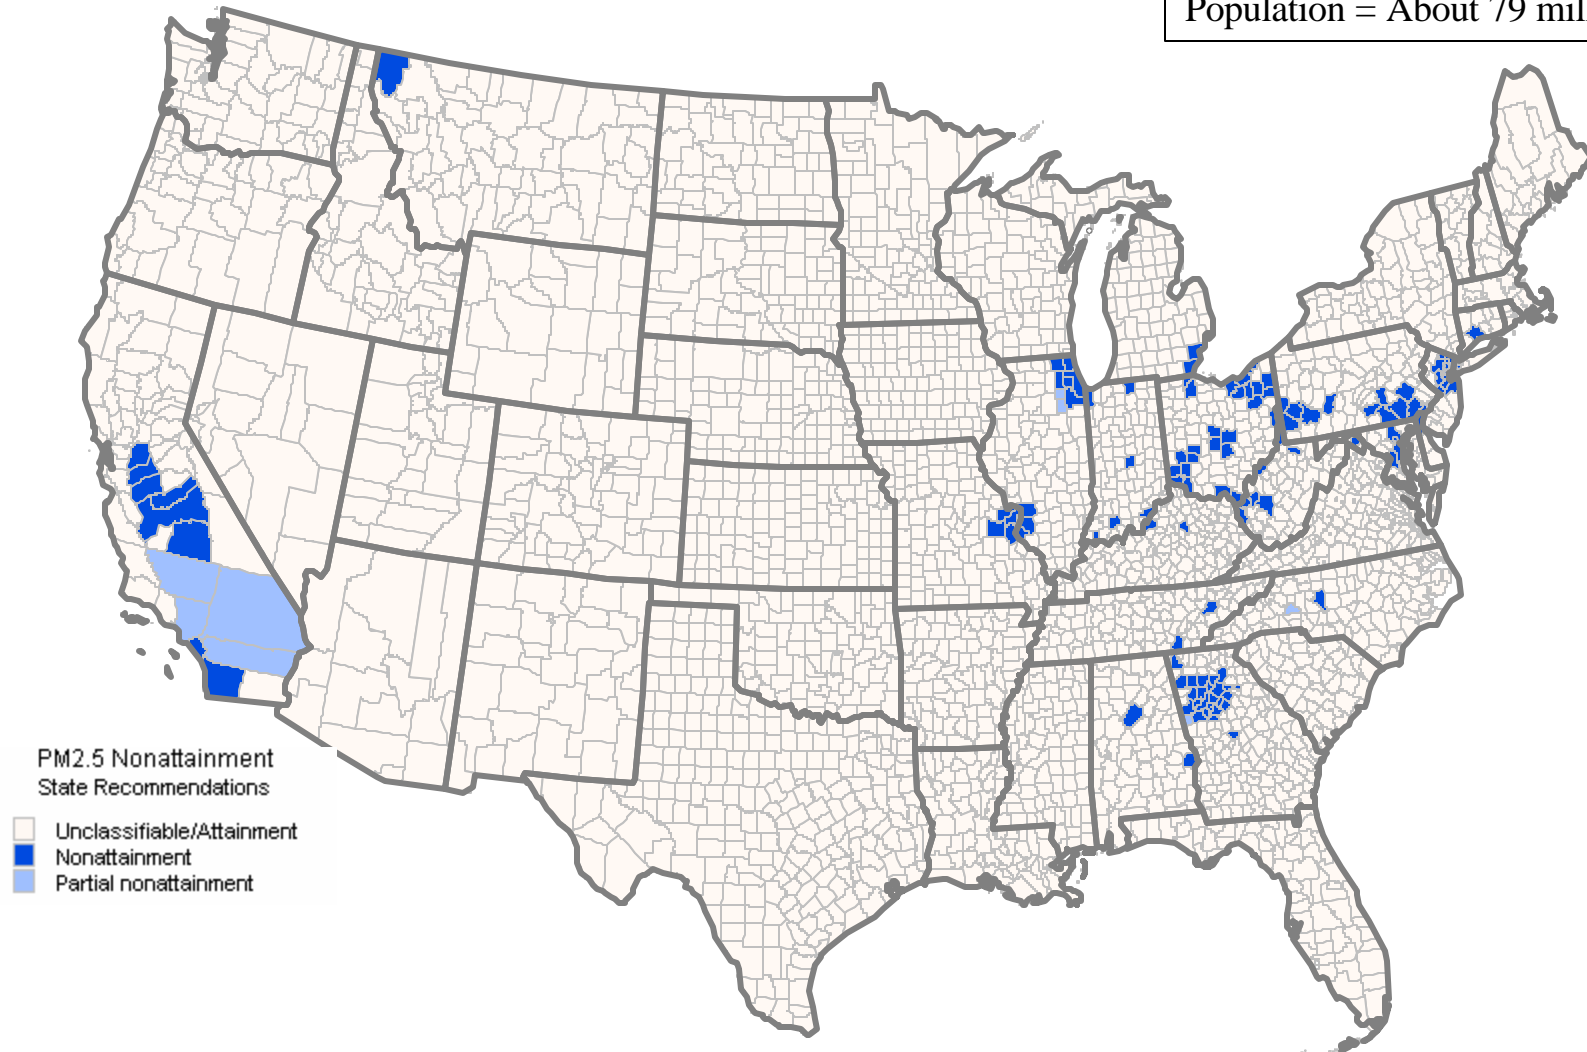 Population = About 79
PM2.5 Nonattainment
State Recommendations
Unclassifiable/Attainment
Nonattainment
Partial nonattainment